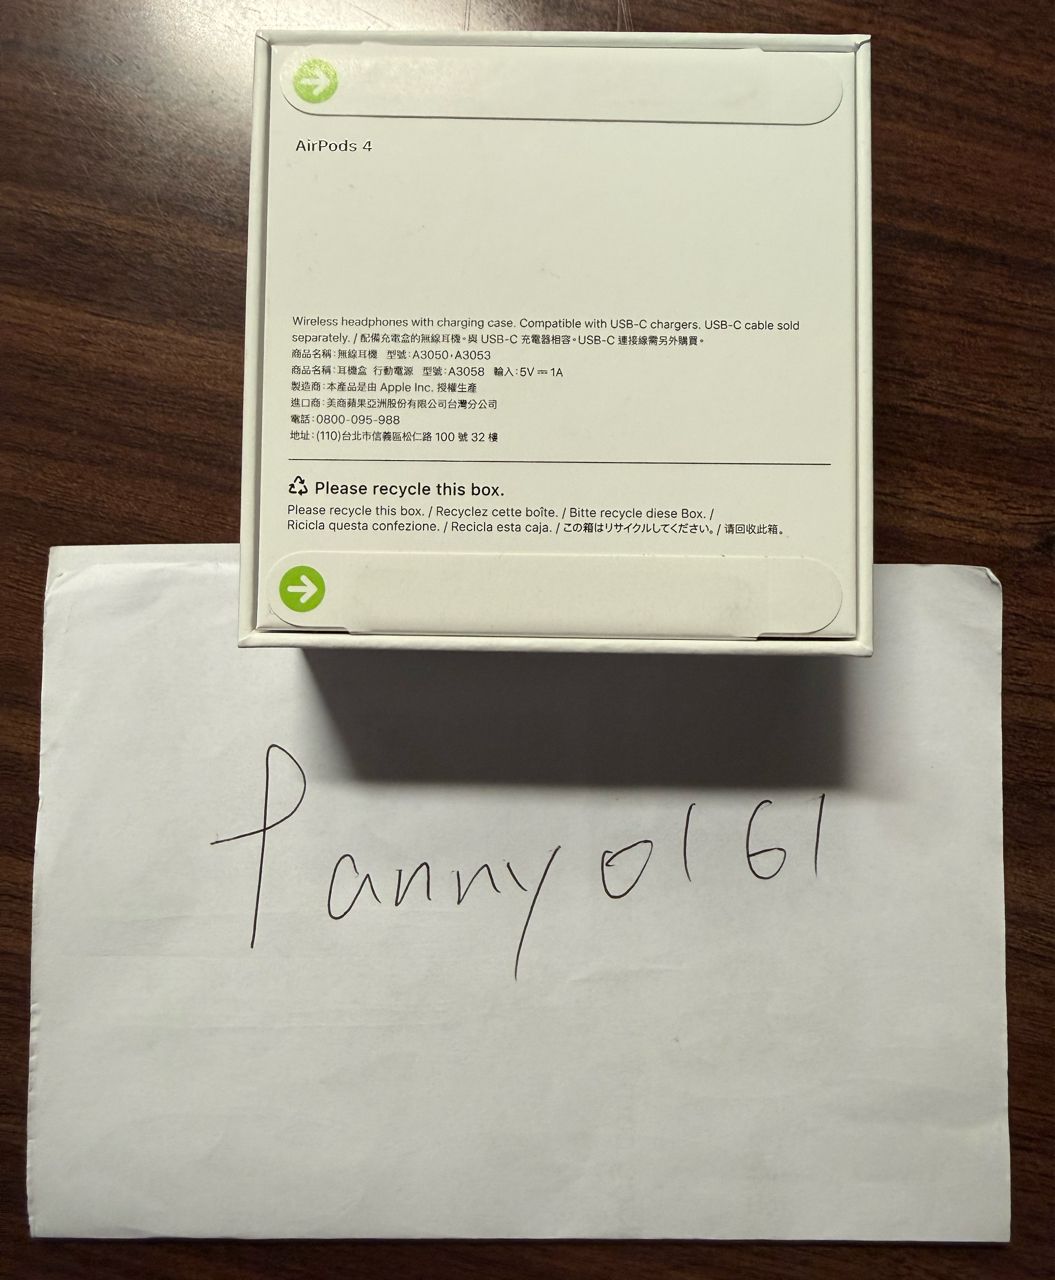 AirPods 4
Wireless headphones with charging case. Compatible with USB-C chargers. USB-C cable sold
separately. / 配備充電盒的無線耳機。與 USB-C 充電器相容。USB-C 連接線需另外購買。
商品名稱：無線耳機 型號：A3050，A3053
商品名稱：耳機盒 行動電源 型號：A3058 輸入：5V⎓1A
製造商：本產品是由 Apple Inc. 授權生產
進口商：美商蘋果亞洲股份有限公司台灣分公司
電話：0800-095-988
地址：(110)台北市信義區松仁路 100 號 32 樓
Please recycle this box.
Please recycle this box. / Recyclez cette boîte. / Bitte recycle diese Box. /
Ricicla questa confezione. / Recicla esta caja. / この箱はリサイクルしてください。/ 请回收此箱。
Panny0161